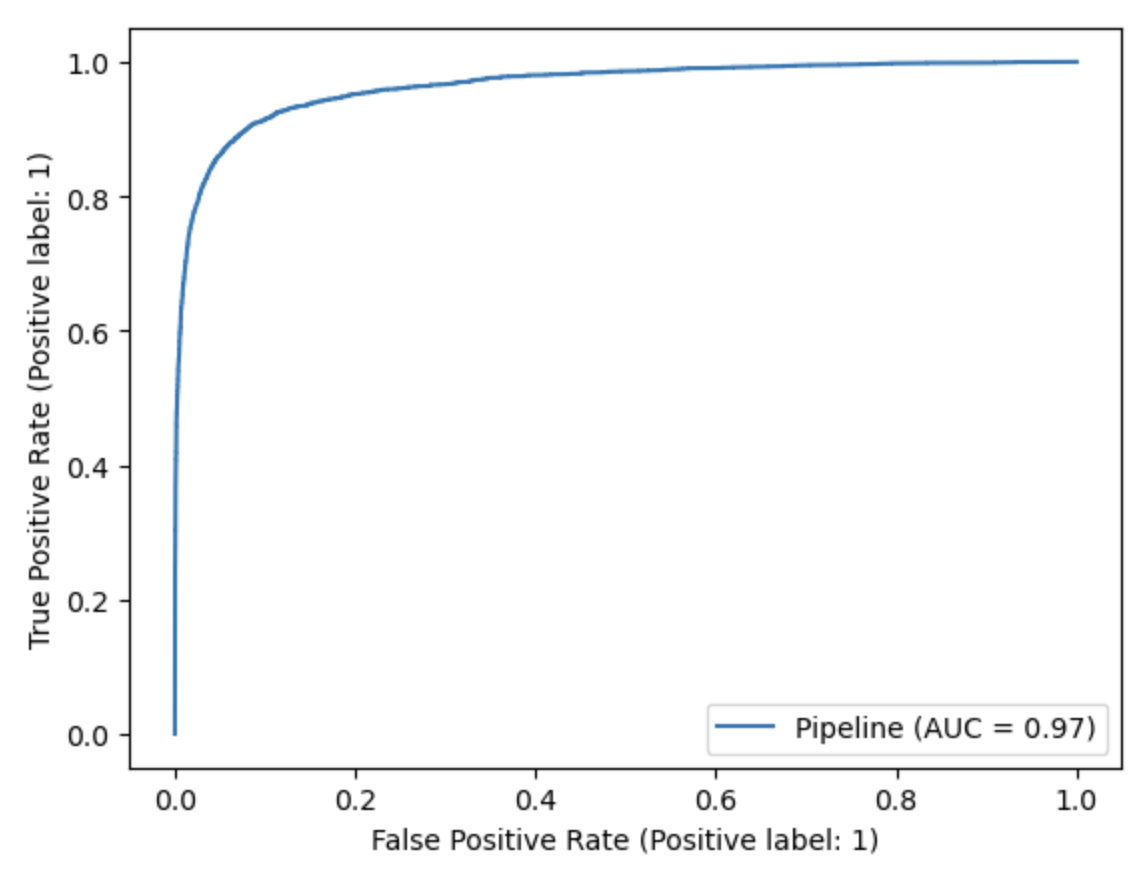 1.0
0.8
0.6
0.4
0.2
0.0
True Positive Rate (Positive label: 1)
Pipeline (AUC = 0.97)
0.0 0.2 0.4 0.6 0.8 1.0
False Positive Rate (Positive label: 1)